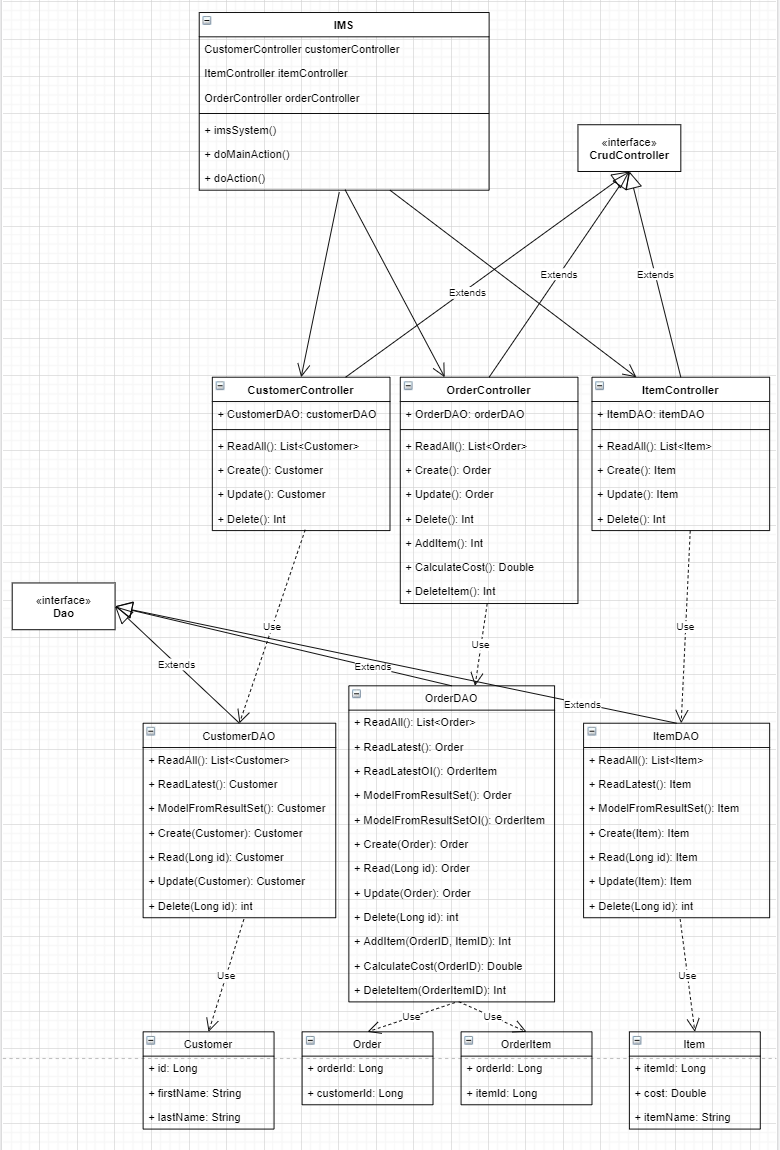 IMS
CustomerController customerController
ItemController itemController
OrderController orderController
+ imsSystem()
+ doMainAction()
+ doAction()
«interface»
CrudController
Extends
Extends
Extends
CustomerController
+ CustomerDAO: customerDAO
+ ReadAll(): List<Customer>
+ Create(): Customer
+ Update(): Customer
+ Delete(): Int
OrderController
+ OrderDAO: orderDAO
+ ReadAll(): List<Order>
+ Create(): Order
+ Update(): Order
+ Delete(): Int
+ AddItem(): Int
+ CalculateCost(): Double
+ DeleteItem(): Int
ItemController
+ ItemDAO: itemDAO
+ ReadAll(): List<Item>
+ Create(): Item
+ Update(): Item
+ Delete(): Int
«interface»
Dao
Use
Use
Use
Extends
Extends
Extends
CustomerDAO
+ ReadAll(): List<Customer>
+ ReadLatest(): Customer
+ ModelFromResultSet(): Customer
+ Create(Customer): Customer
+ Read(Long id): Customer
+ Update(Customer): Customer
+ Delete(Long id): int
OrderDAO
+ ReadAll(): List<Order>
+ ReadLatest(): Order
+ ReadLatestOI(): OrderItem
+ ModelFromResultSet(): Order
+ ModelFromResultSetOI(): OrderItem
+ Create(Order): Order
+ Read(Long id): Order
+ Update(Order): Order
+ Delete(Long id): int
+ AddItem(OrderID, ItemID): Int
+ CalculateCost(OrderID): Double
+ DeleteItem(OrderItemID): Int
ItemDAO
+ ReadAll(): List<Item>
+ ReadLatest(): Item
+ ModelFromResultSet(): Item
+ Create(Item): Item
+ Read(Long id): Item
+ Update(Item): Item
+ Delete(Long id): int
Use
Use
Use
Use
Customer
+ id: Long
+ firstName: String
+ lastName: String
Order
+ orderId: Long
+ customerId: Long
OrderItem
+ orderId: Long
+ itemId: Long
Item
+ itemId: Long
+ cost: Double
+ itemName: String